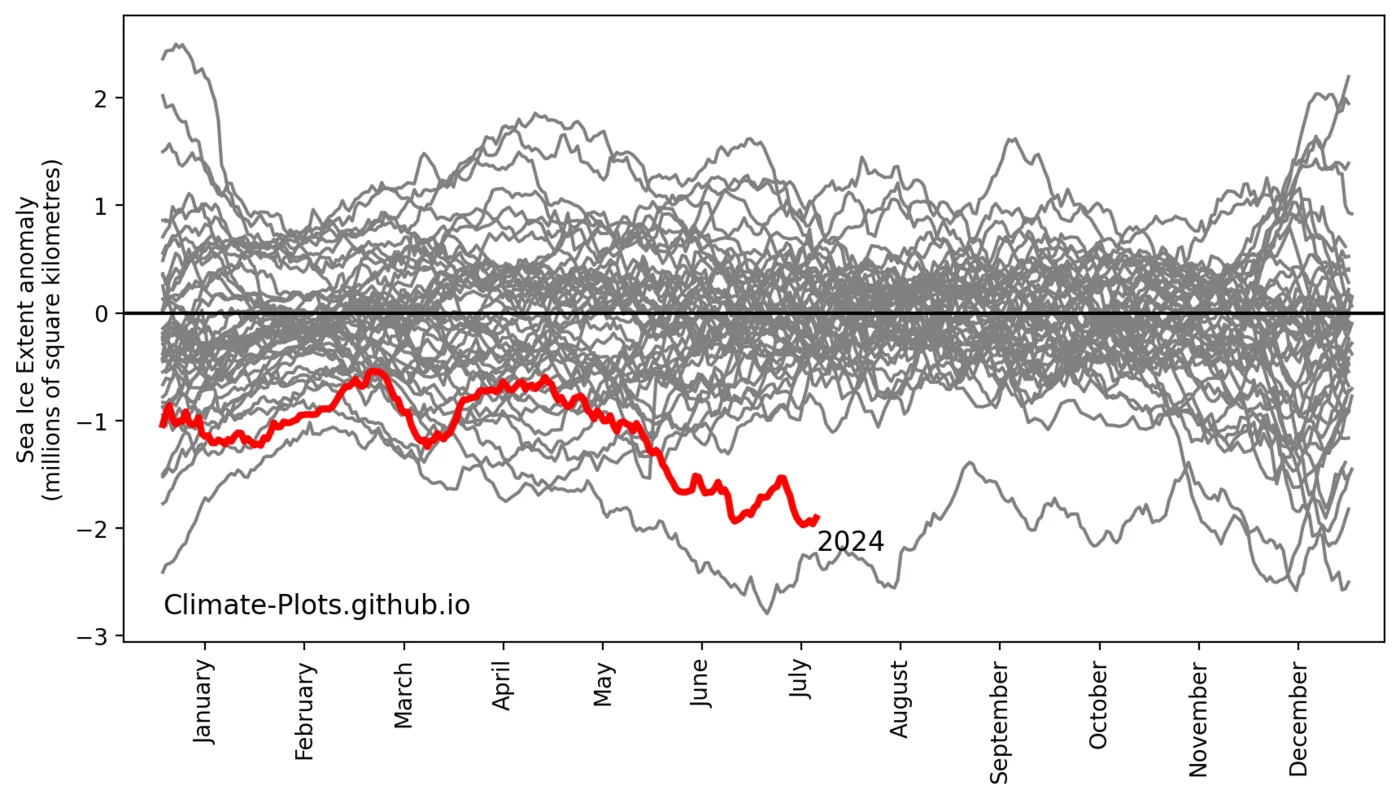 Sea Ice Extent anomaly
(millions of square kilometres)
2
1
0
−1
−2
−3
2024
Climate-Plots.github.io
January
February
March
April
May
June
July
August
September
October
November
December